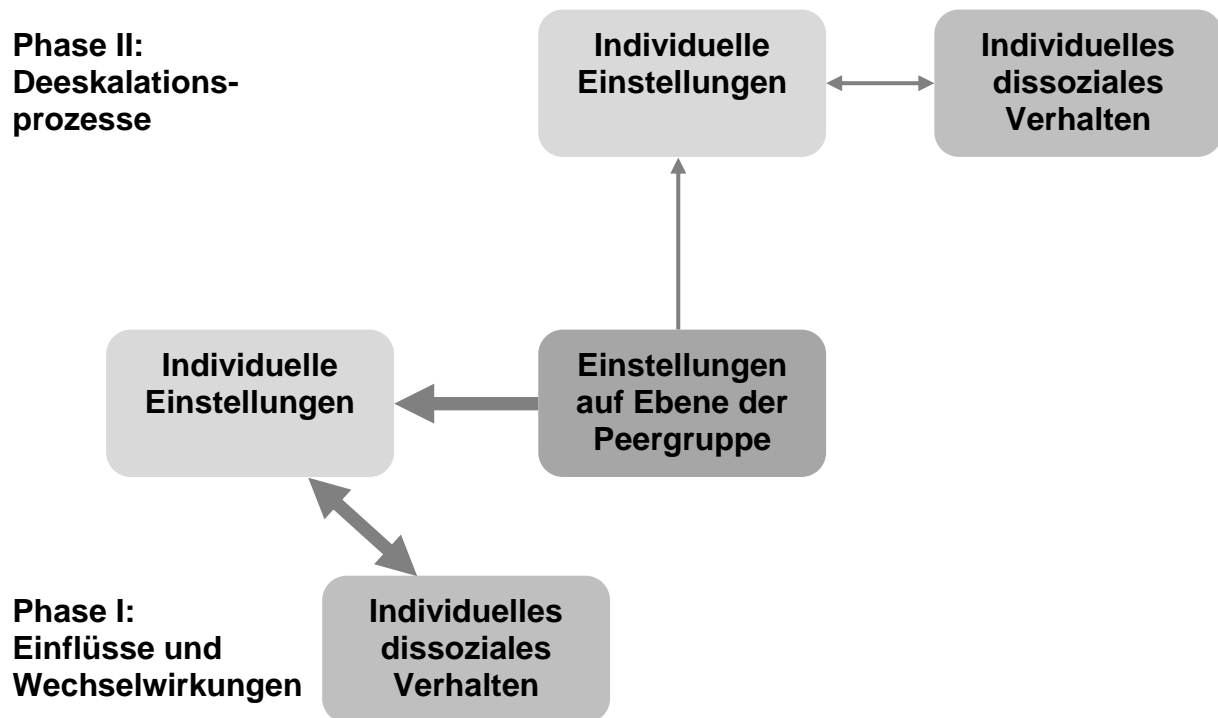 Phase II:
Deeskalations-
prozesse
Individuelle
Einstellungen
Individuelles
dissoziales
Verhalten
Individuelle
Einstellungen
Einstellungen
auf Ebene der
Peergruppe
Phase I:
Einflüsse und
Wechselwirkungen
Individuelles
dissoziales
Verhalten